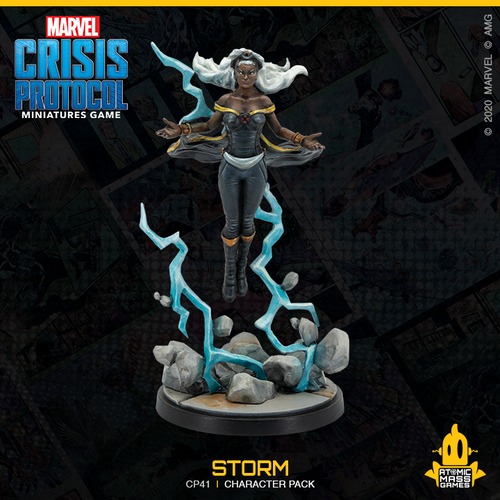 MARVEL
CRISIS
PROTOCOL
MINIATURES GAME
© 2020 MARVEL © AMG
STORM
CP41 | CHARACTER PACK
ATOMIC
MASS
GAMES